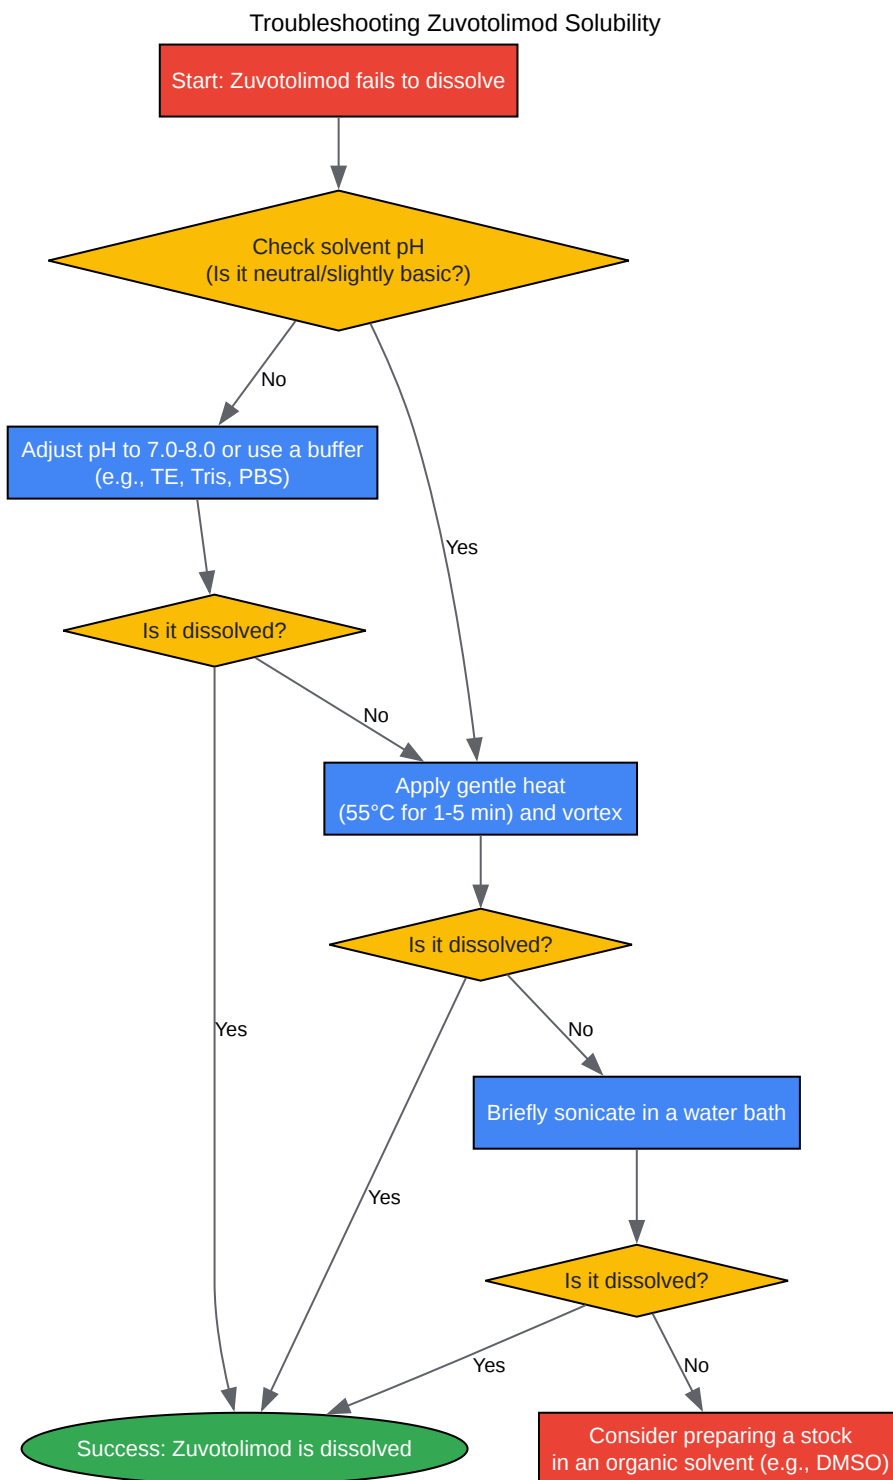 Troubleshooting Zuvotolimod Solubility
Start: Zuvotolimod fails to dissolve
Check solvent pH
(Is it neutral/slightly basic?)
No
Adjust pH to 7.0-8.0 or use a buffer
(e.g., TE, Tris, PBS)
Yes
Is it dissolved?
No
Apply gentle heat
(55°C for 1-5 min) and vortex
Is it dissolved?
Yes
No
Briefly sonicate in a water bath
Yes
Is it dissolved?
Yes
No
Success: Zuvotolimod is dissolved
Consider preparing a stock
in an organic solvent (e.g., DMSO)